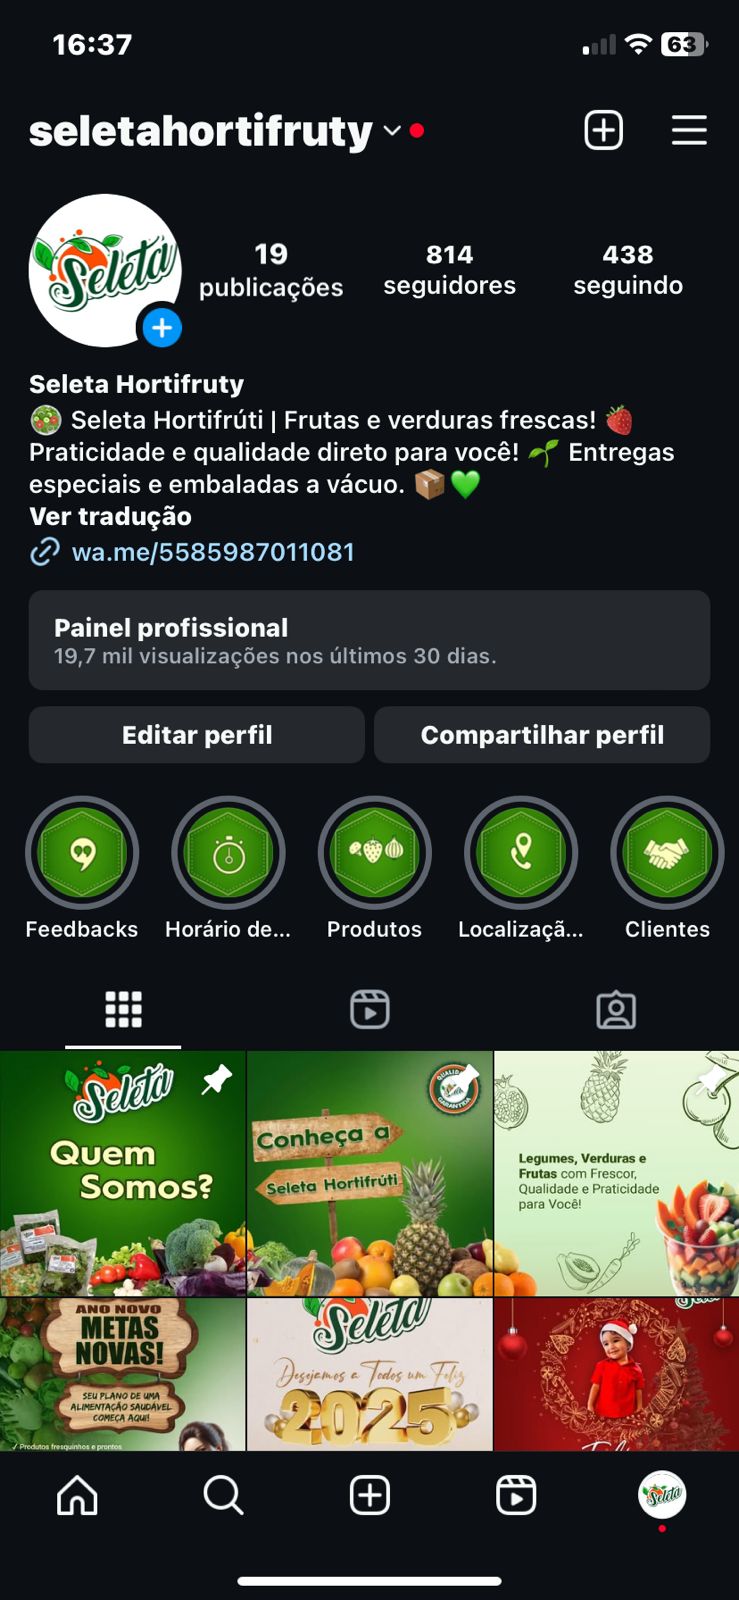 16:37
63
seletahortifruty
Seleta
19
publicações
814
seguidores
438
seguindo
Seleta Hortifruty
🥗 Seleta Hortifrúti | Frutas e verduras frescas! 🍓
Praticidade e qualidade direto para você! 🌱 Entregas
especiais e embaladas a vácuo. 📦💚
Ver tradução
wa.me/5585987011081
Painel profissional
19,7 mil visualizações nos últimos 30 dias.
Editar perfil
Compartilhar perfil
Feedbacks
Horário de...
Produtos
Localizaçã...
Clientes
Seleta
Quem
Somos?
Conheça a
Seleta Hortifrúti
Legumes, Verduras e
Frutas com Frescor,
Qualidade e Praticidade
para Você!
ANO NOVO
METAS
NOVAS!
SEU PLANO DE UMA
ALIMENTAÇÃO SAUDÁVEL
COMEÇA AQUI!
✓ Produtos fresquinhos e prontos
Seleta
Desejamos a Todos um Feliz
2025
Seleta